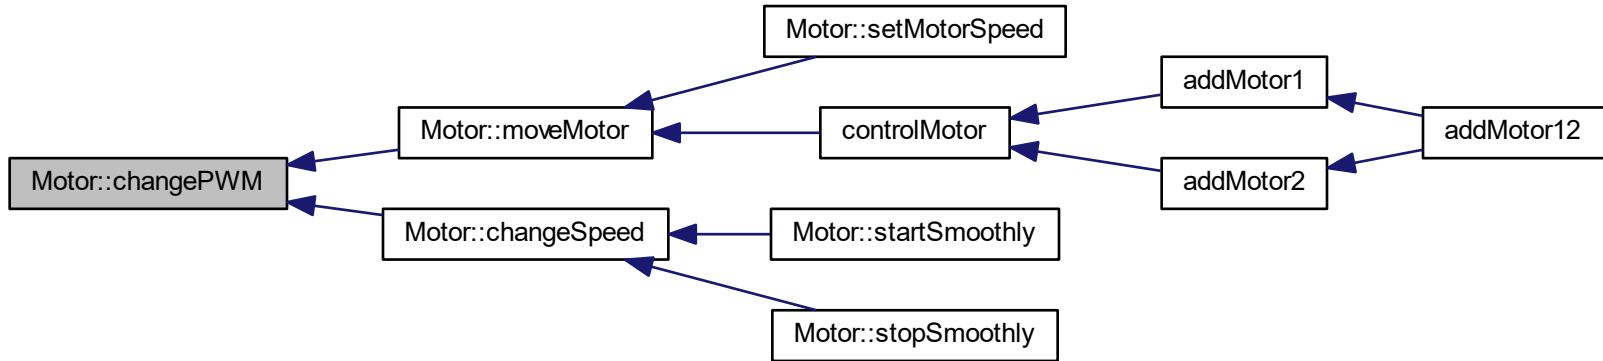 Motor::setMotorSpeed
addMotor1
Motor::moveMotor
controlMotor
addMotor12
Motor::changePWM
addMotor2
Motor::changeSpeed
Motor::startSmoothly
Motor::stopSmoothly